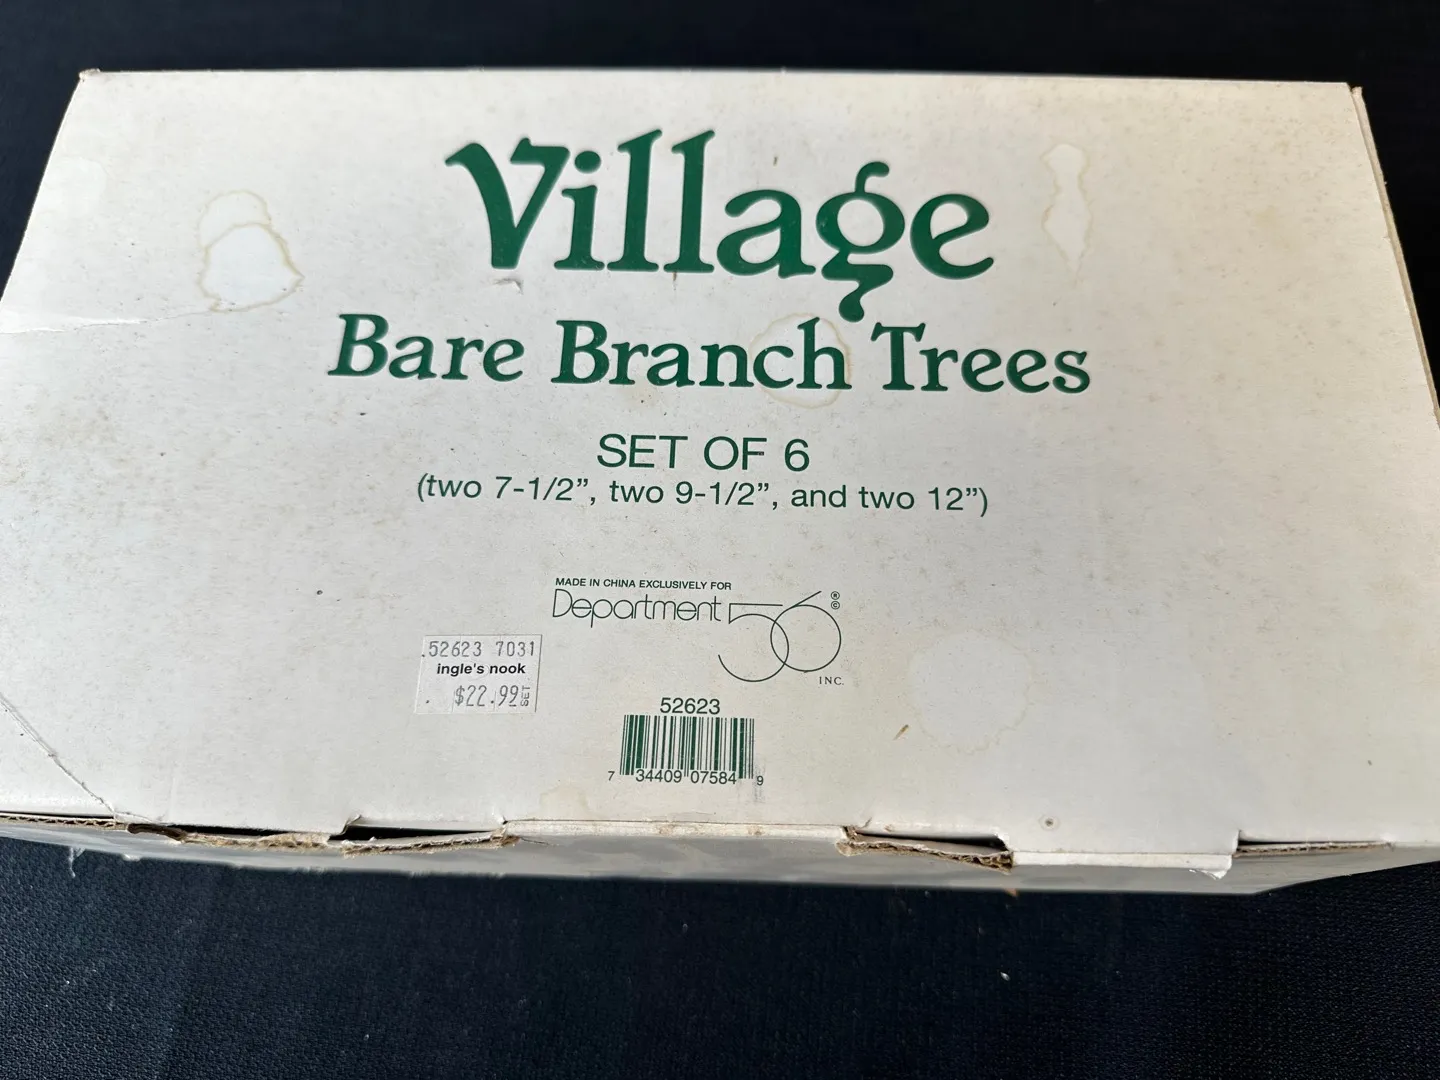 Village
Bare Branch Trees
SET OF 6
(two 7-1/2", two 9-1/2", and two 12")
MADE IN CHINA EXCLUSIVELY FOR
Department 56 ® ©
INC.
52623 7031
ingle's nook
$22.99 SET
52623
7 34409 07584 9